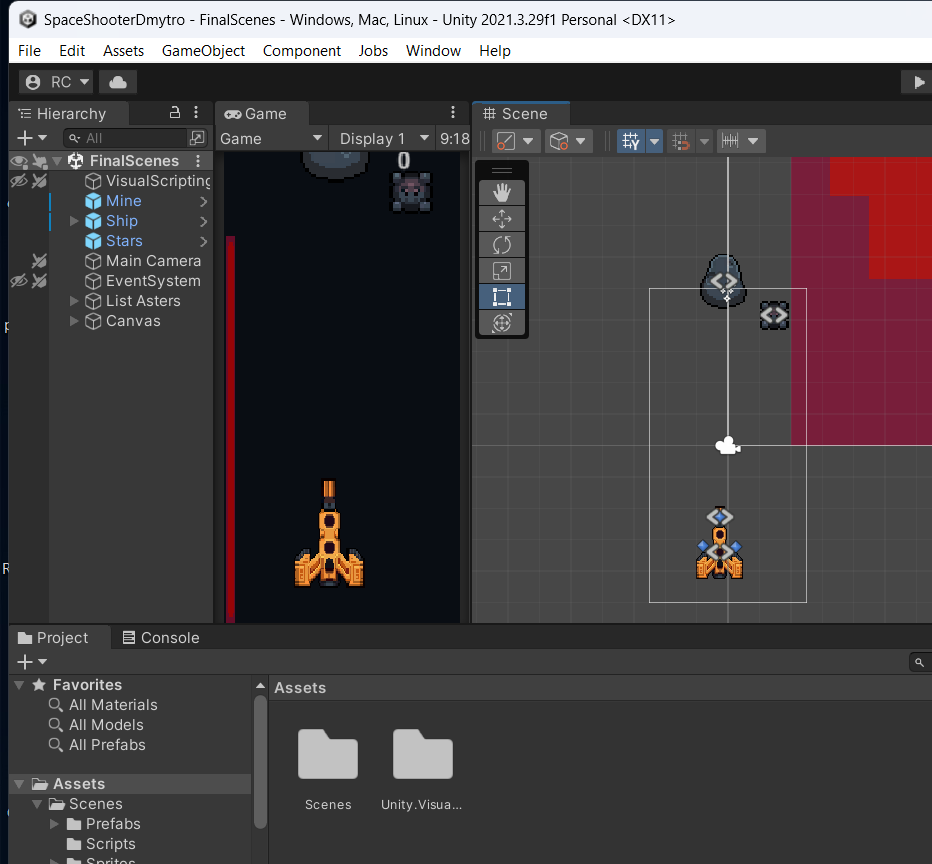 SpaceShooterDmytro - FinalScenes - Windows, Mac, Linux - Unity 2021.3.29f1 Personal <DX11>
File Edit Assets GameObject Component Jobs Window Help
RC
Hierarchy
All
FinalScenes
VisualScripting
Mine
Ship
Stars
Main Camera
EventSystem
List Asters
Canvas
Game
Game Display 1 9:18
0
Scene
Project Console
Favorites
All Materials
All Models
All Prefabs
Assets
Scenes
Prefabs
Scripts
Sprites
Assets
Scenes
Unity.Visua...